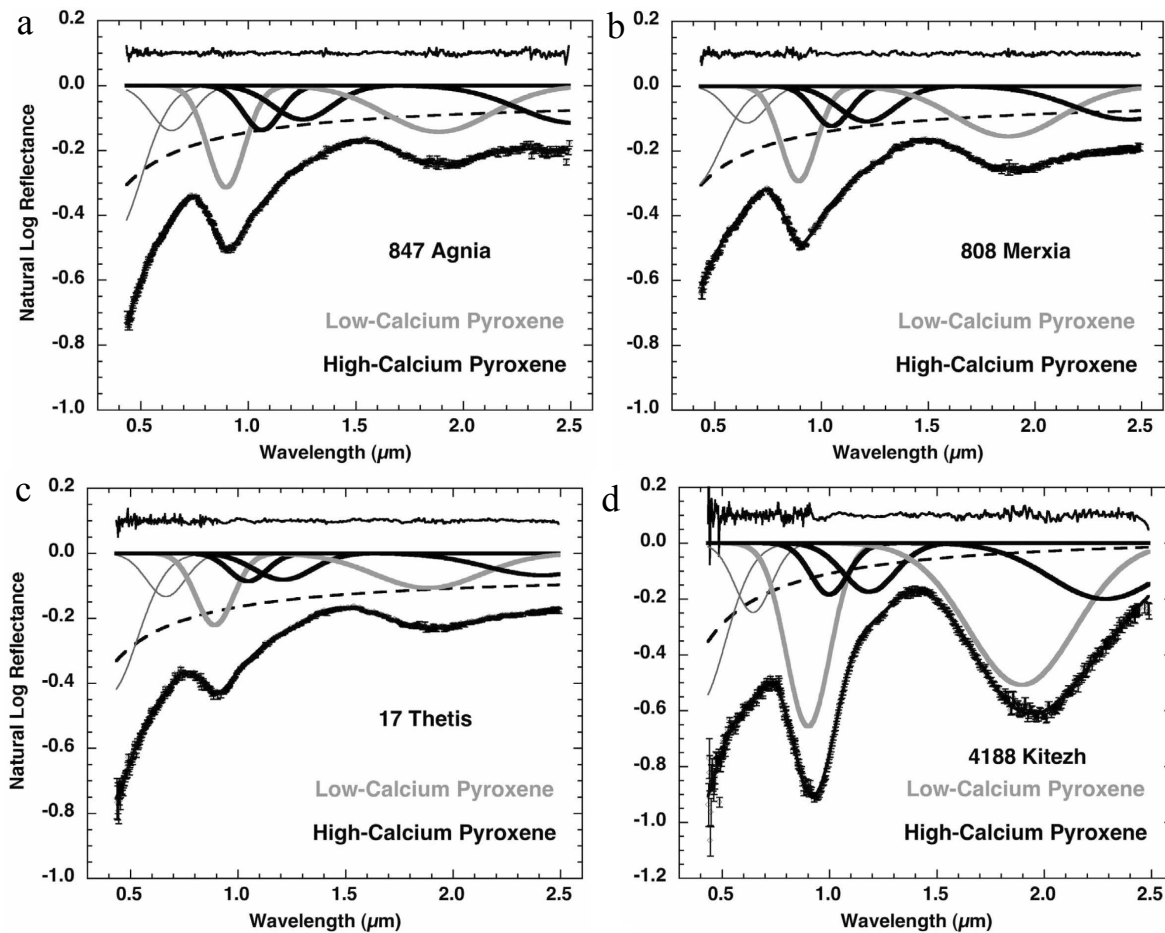 a
0.2
0.0
-0.2
-0.4
-0.6
-0.8
-1.0
Natural Log Reflectance
847 Agnia
Low-Calcium Pyroxene
High-Calcium Pyroxene
0.5 1.0 1.5 2.0 2.5
Wavelength (µm)
b
0.2
0.0
-0.2
-0.4
-0.6
-0.8
-1.0
808 Merxia
Low-Calcium Pyroxene
High-Calcium Pyroxene
0.5 1.0 1.5 2.0 2.5
Wavelength (µm)
c
0.2
0.0
-0.2
-0.4
-0.6
-0.8
-1.0
Natural Log Reflectance
17 Thetis
Low-Calcium Pyroxene
High-Calcium Pyroxene
0.5 1.0 1.5 2.0 2.5
Wavelength (µm)
d
0.2
0.0
-0.2
-0.4
-0.6
-0.8
-1.0
-1.2
4188 Kitezh
Low-Calcium Pyroxene
High-Calcium Pyroxene
0.5 1.0 1.5 2.0 2.5
Wavelength (µm)